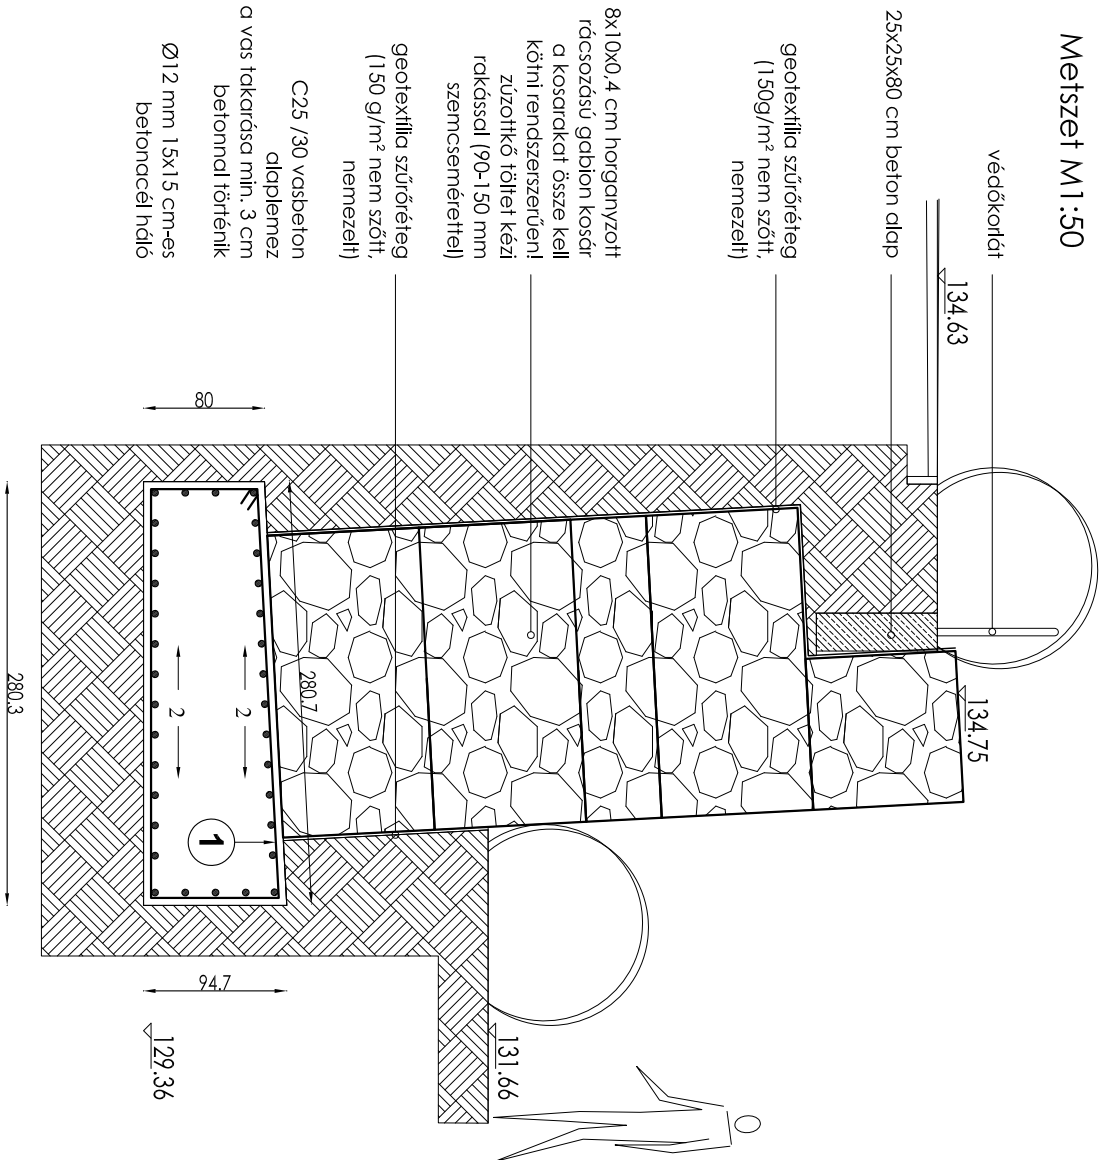 Metszet M1:50
védőkorlát
25x25x80 cm beton alap
geotextília szűrőréteg
(150g/m² nem szőtt,
nemezelt)
8x10x0,4 cm horganyzott
rácsozású gabion kosár
a kosarakat össze kell
kötni rendszerszerűen!
zúzottkő töltet kézi
rakással (90-150 mm
szemcsemérettel)
geotextília szűrőréteg
(150 g/m² nem szőtt,
nemezelt)
C25 /30 vasbeton
alaplemez
a vas takarása min. 3 cm
betonnal történik
Ø12 mm 15x15 cm-es
betonacél háló
134.63
134.75
131.66
129.36
80
280.7
280.3
94.7
2
2
1